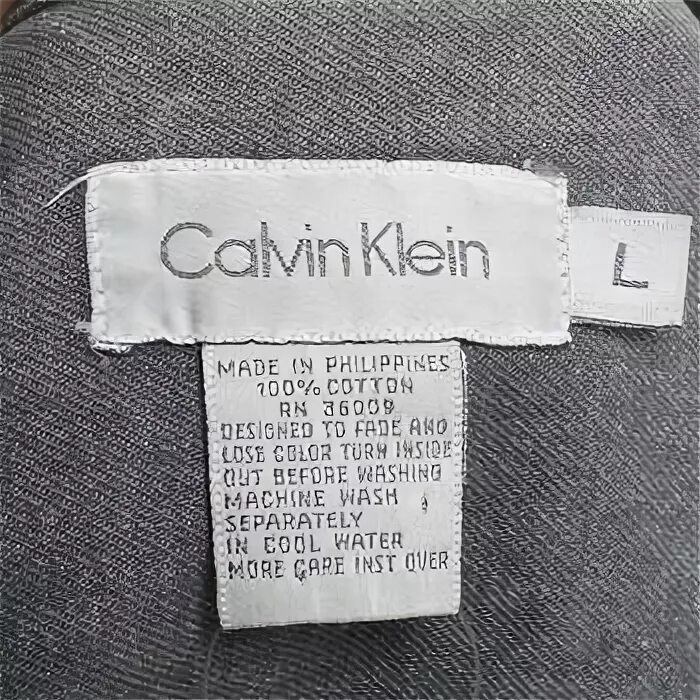 Calvin Klein
L
MADE IN PHILIPPINES
100% COTTON
RN 36009
DESIGNED TO FADE AND
LOSE COLOR TURN INSIDE
OUT BEFORE WASHING
MACHINE WASH
SEPARATELY
IN COOL WATER
MORE CARE INST OVER